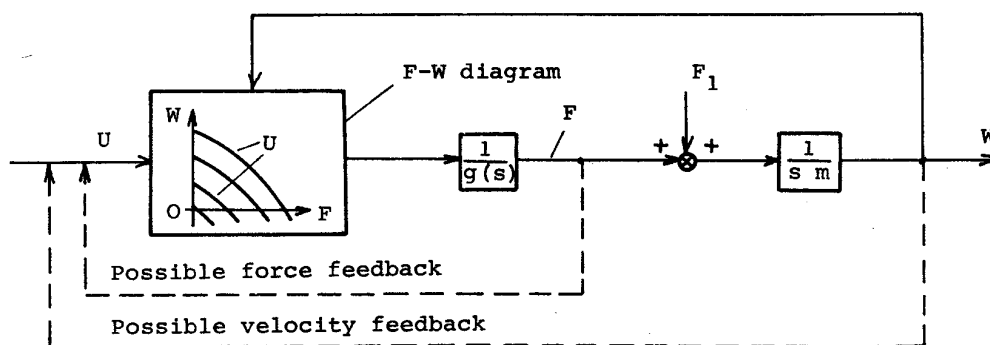 F-W diagram
F₁
U
W
U
O
F
1
g(s)
F
+
+
1
s m
W
Possible force feedback
Possible velocity feedback